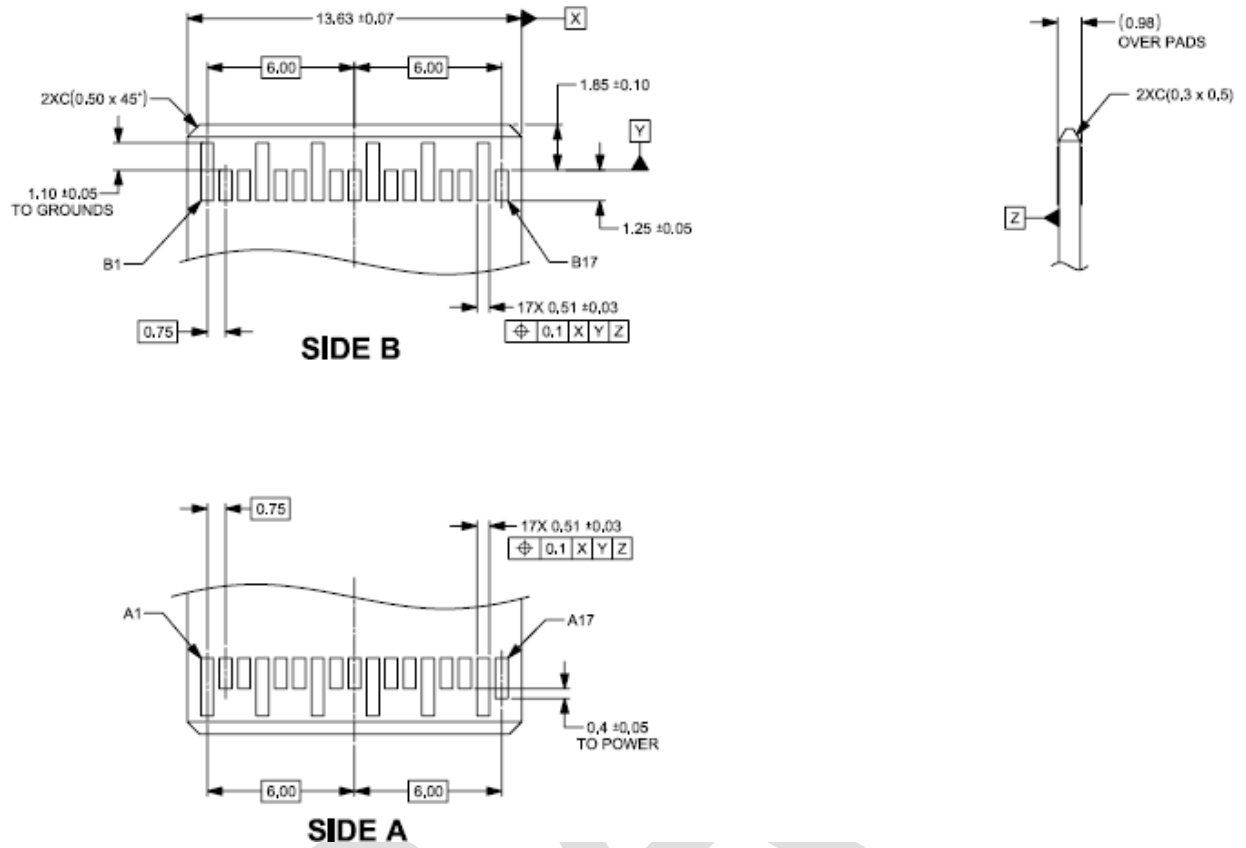 13.63 ±0.07
X
(0.98)
OVER PADS
6.00
6.00
1.85 ±0.10
2XC(0.50 x 45°)
2XC(0.3 x 0.5)
Y
1.10 ±0.05
TO GROUNDS
Z
1.25 ±0.05
B1
B17
17X 0.51 ±0.03
0.75
⌖ 0.1 X Y Z
SIDE B
0.75
17X 0.51 ±0.03
⌖ 0.1 X Y Z
A1
A17
0.4 ±0.05
TO POWER
6.00
6.00
SIDE A